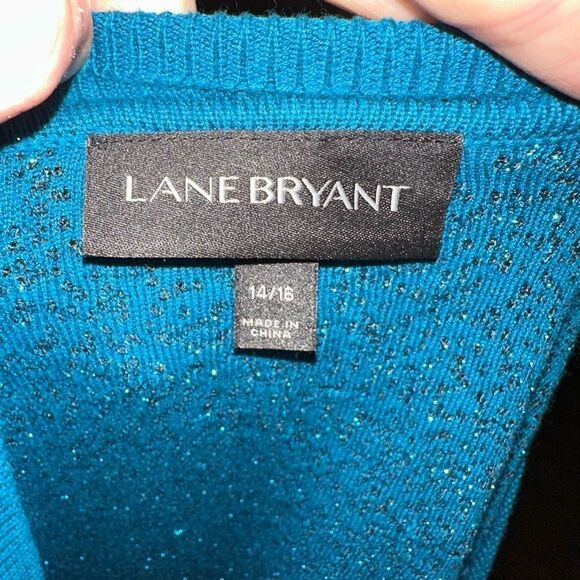 LANE BRYANT
14/16
MADE IN
CHINA